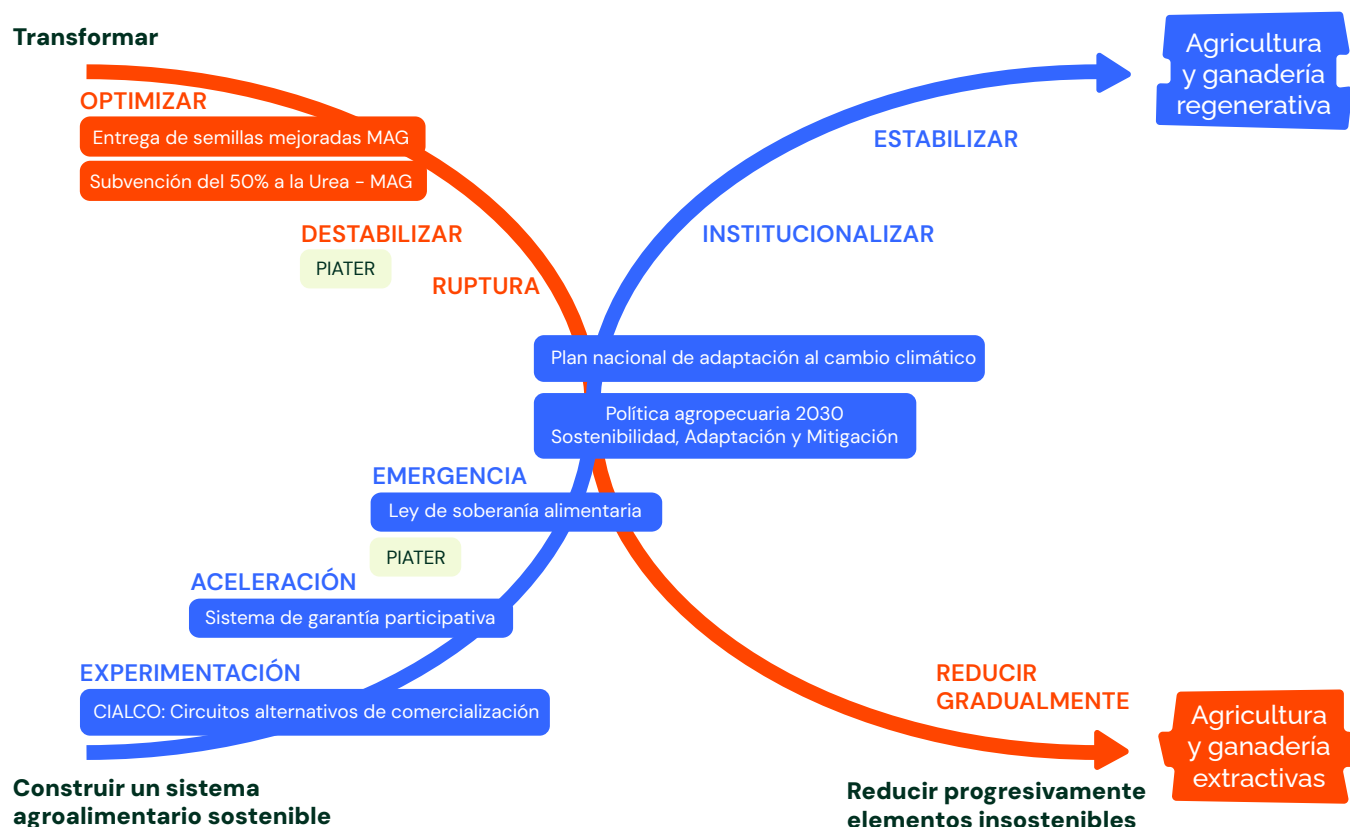 Transformar
OPTIMIZAR
Entrega de semillas mejoradas MAG
Subvención del 50% a la Urea - MAG
DESTABILIZAR
PIATER
RUPTURA
Agricultura
y ganadería
regenerativa
ESTABILIZAR
INSTITUCIONALIZAR
Plan nacional de adaptación al cambio climático
Política agropecuaria 2030
Sostenibilidad, Adaptación y Mitigación
EMERGENCIA
Ley de soberanía alimentaria
PIATER
ACELERACIÓN
Sistema de garantía participativa
EXPERIMENTACIÓN
CIALCO: Circuitos alternativos de comercialización
Construir un sistema
agroalimentario sostenible
REDUCIR
GRADUALMENTE
Agricultura
y ganadería
extractivas
Reducir progresivamente
elementos insostenibles